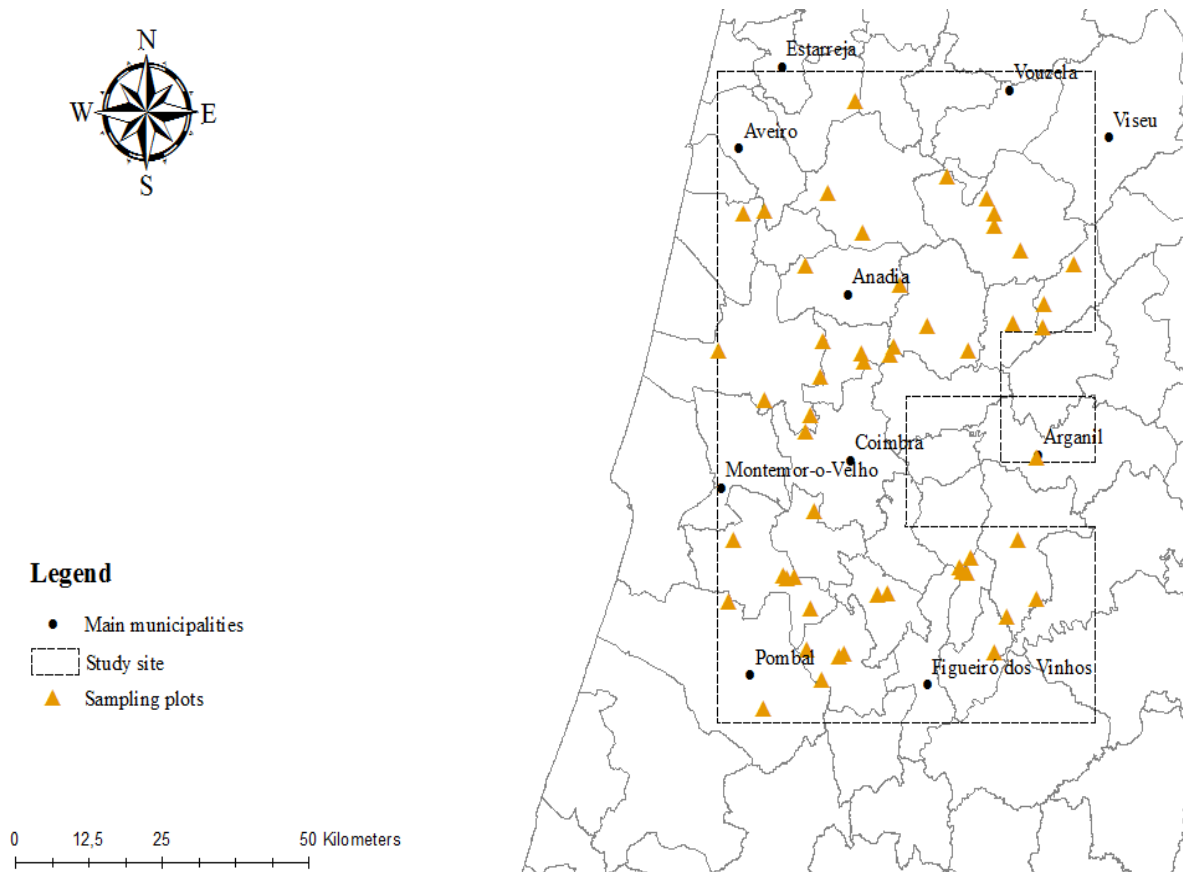 N
W
E
S
Estarreja
Vouzela
Aveiro
Viseu
Anadia
Coimbra
Arganil
Montemor-o-Velho
Pombal
Figueiró dos Vinhos
Legend
Main municipalities
Study site
Sampling plots
0 12,5 25 50 Kilometers